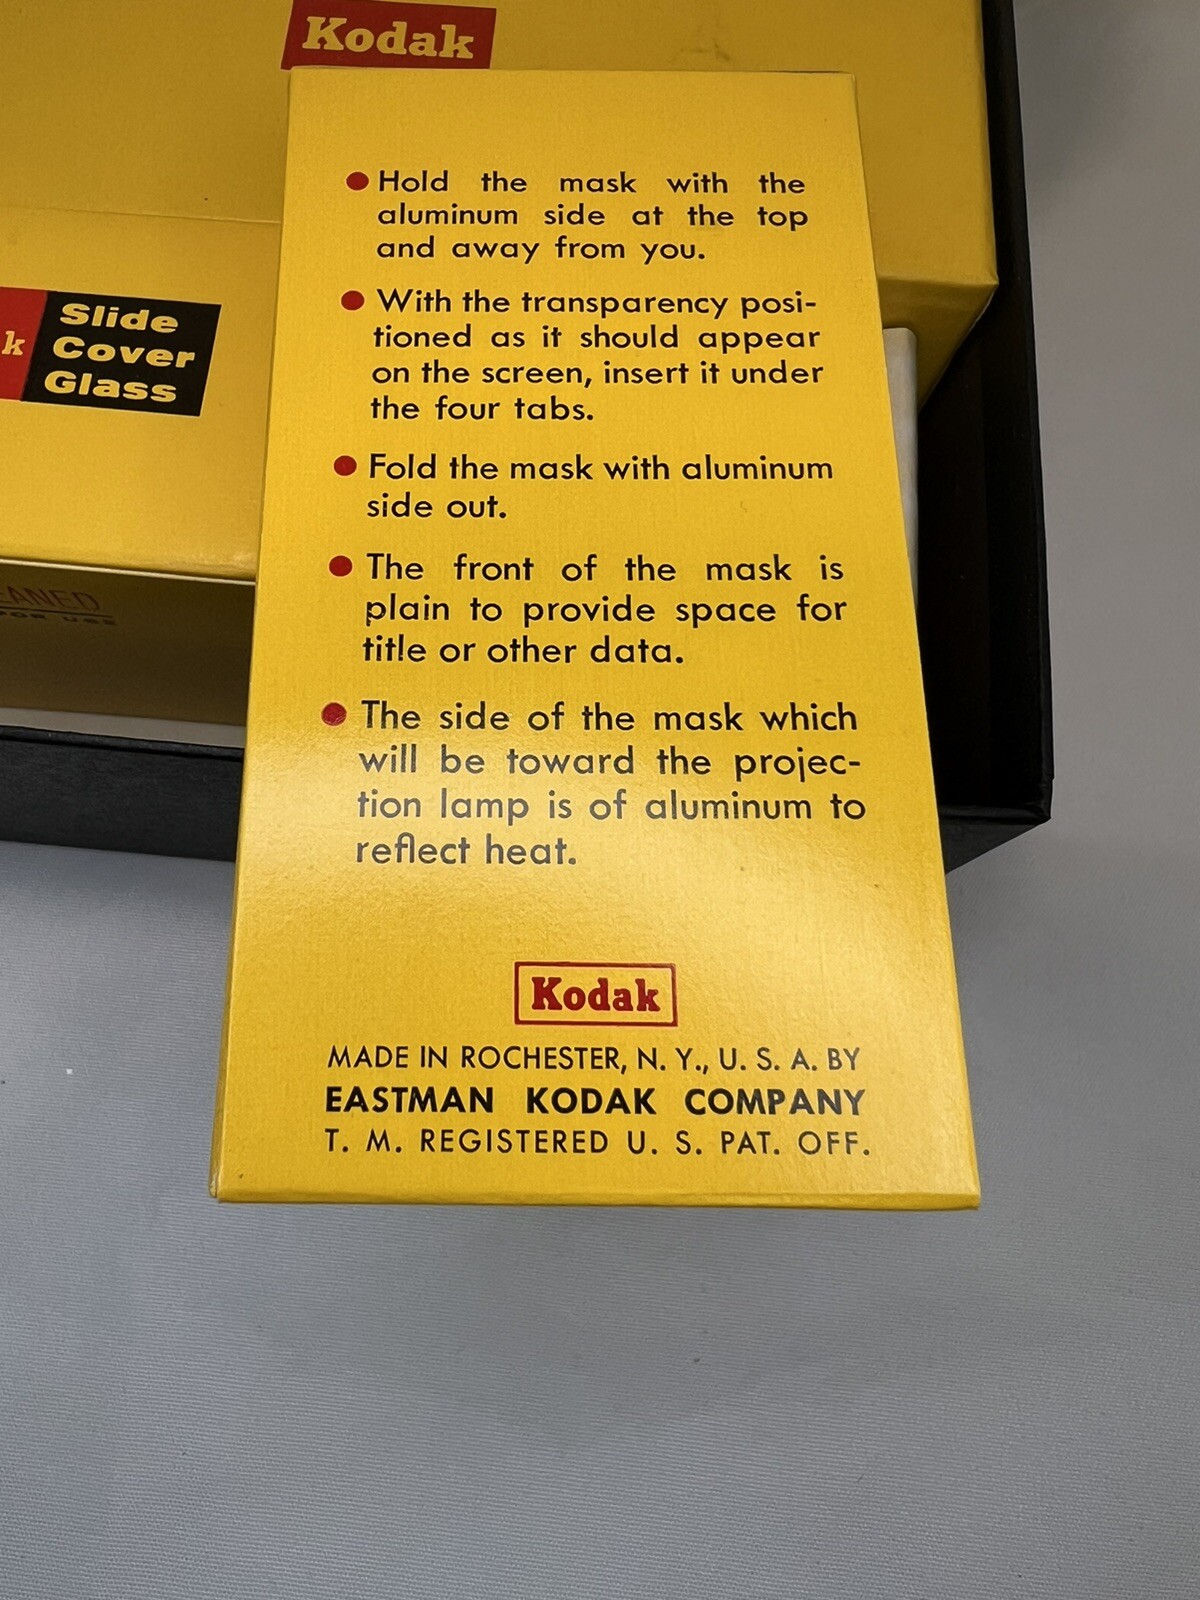 Kodak
● Hold the mask with the
aluminum side at the top
and away from you.
● With the transparency posi-
tioned as it should appear
on the screen, insert it under
the four tabs.
● Fold the mask with aluminum
side out.
● The front of the mask is
plain to provide space for
title or other data.
● The side of the mask which
will be toward the projec-
tion lamp is of aluminum to
reflect heat.
Kodak
MADE IN ROCHESTER, N. Y., U. S. A. BY
EASTMAN KODAK COMPANY
T. M. REGISTERED U. S. PAT. OFF.
k
Slide
Cover
Glass
EANED
FOR USE